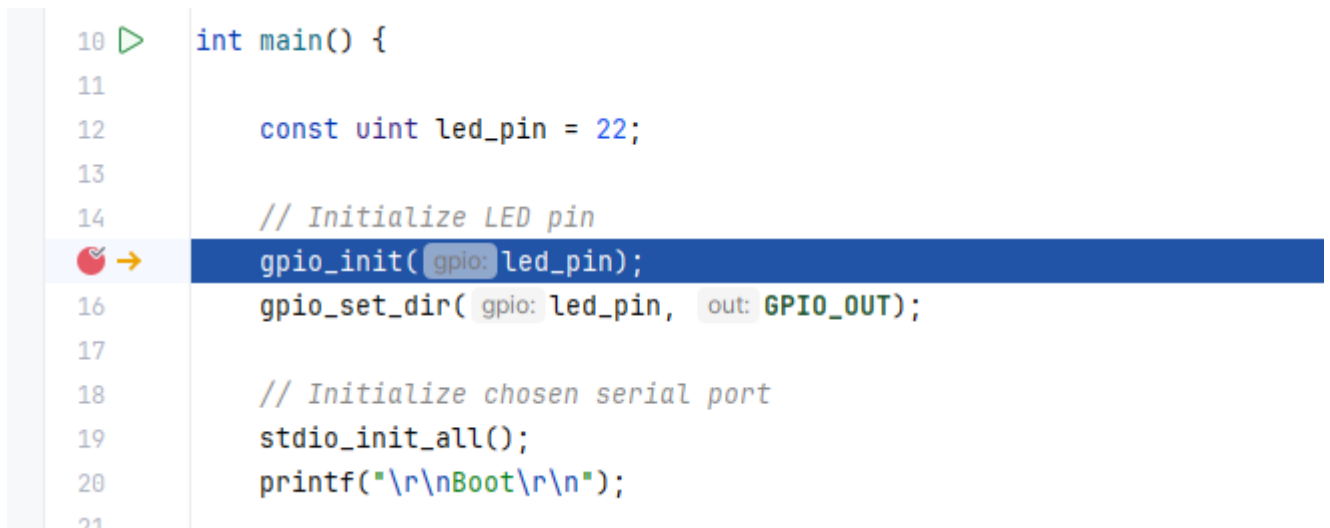 10 int main() {
11
12 const uint led_pin = 22;
13
14 // Initialize LED pin
gpio_init( gpio: led_pin);
16 gpio_set_dir( gpio: led_pin, out: GPIO_OUT);
17
18 // Initialize chosen serial port
19 stdio_init_all();
20 printf("\r\nBoot\r\n");
21